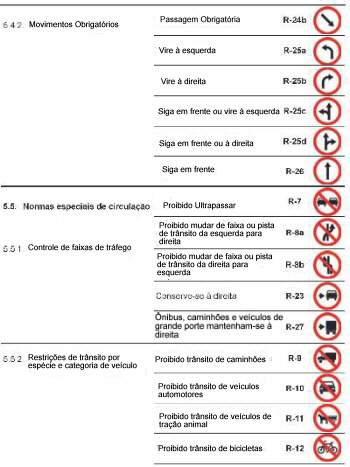 5.4.2. Movimentos Obrigatórios
Passagem Obrigatória R-24b
Vire à esquerda R-25a
Vire à direita R-25b
Siga em frente ou vire à esquerda R-25c
Siga em frente ou à direita R-25d
Siga em frente R-26
5.5. Normas especiais de circulação
Proibido Ultrapassar R-7
5.5.1. Controle de faixas de tráfego
Proibido mudar de faixa ou pista
de trânsito da esquerda para
direita R-8a
Proibido mudar de faixa ou pista
de trânsito da direita para
esquerda R-8b
Conserve-se à direita R-23
Ônibus, caminhões e veículos de
grande porte mantenham-se à
direita R-27
5.5.2. Restrições de trânsito por
espécie e categoria de veículo
Proibido trânsito de caminhões R-9
Proibido trânsito de veículos
automotores R-10
Proibido trânsito de veículos de
tração animal R-11
Proibido trânsito de bicicletas R-12